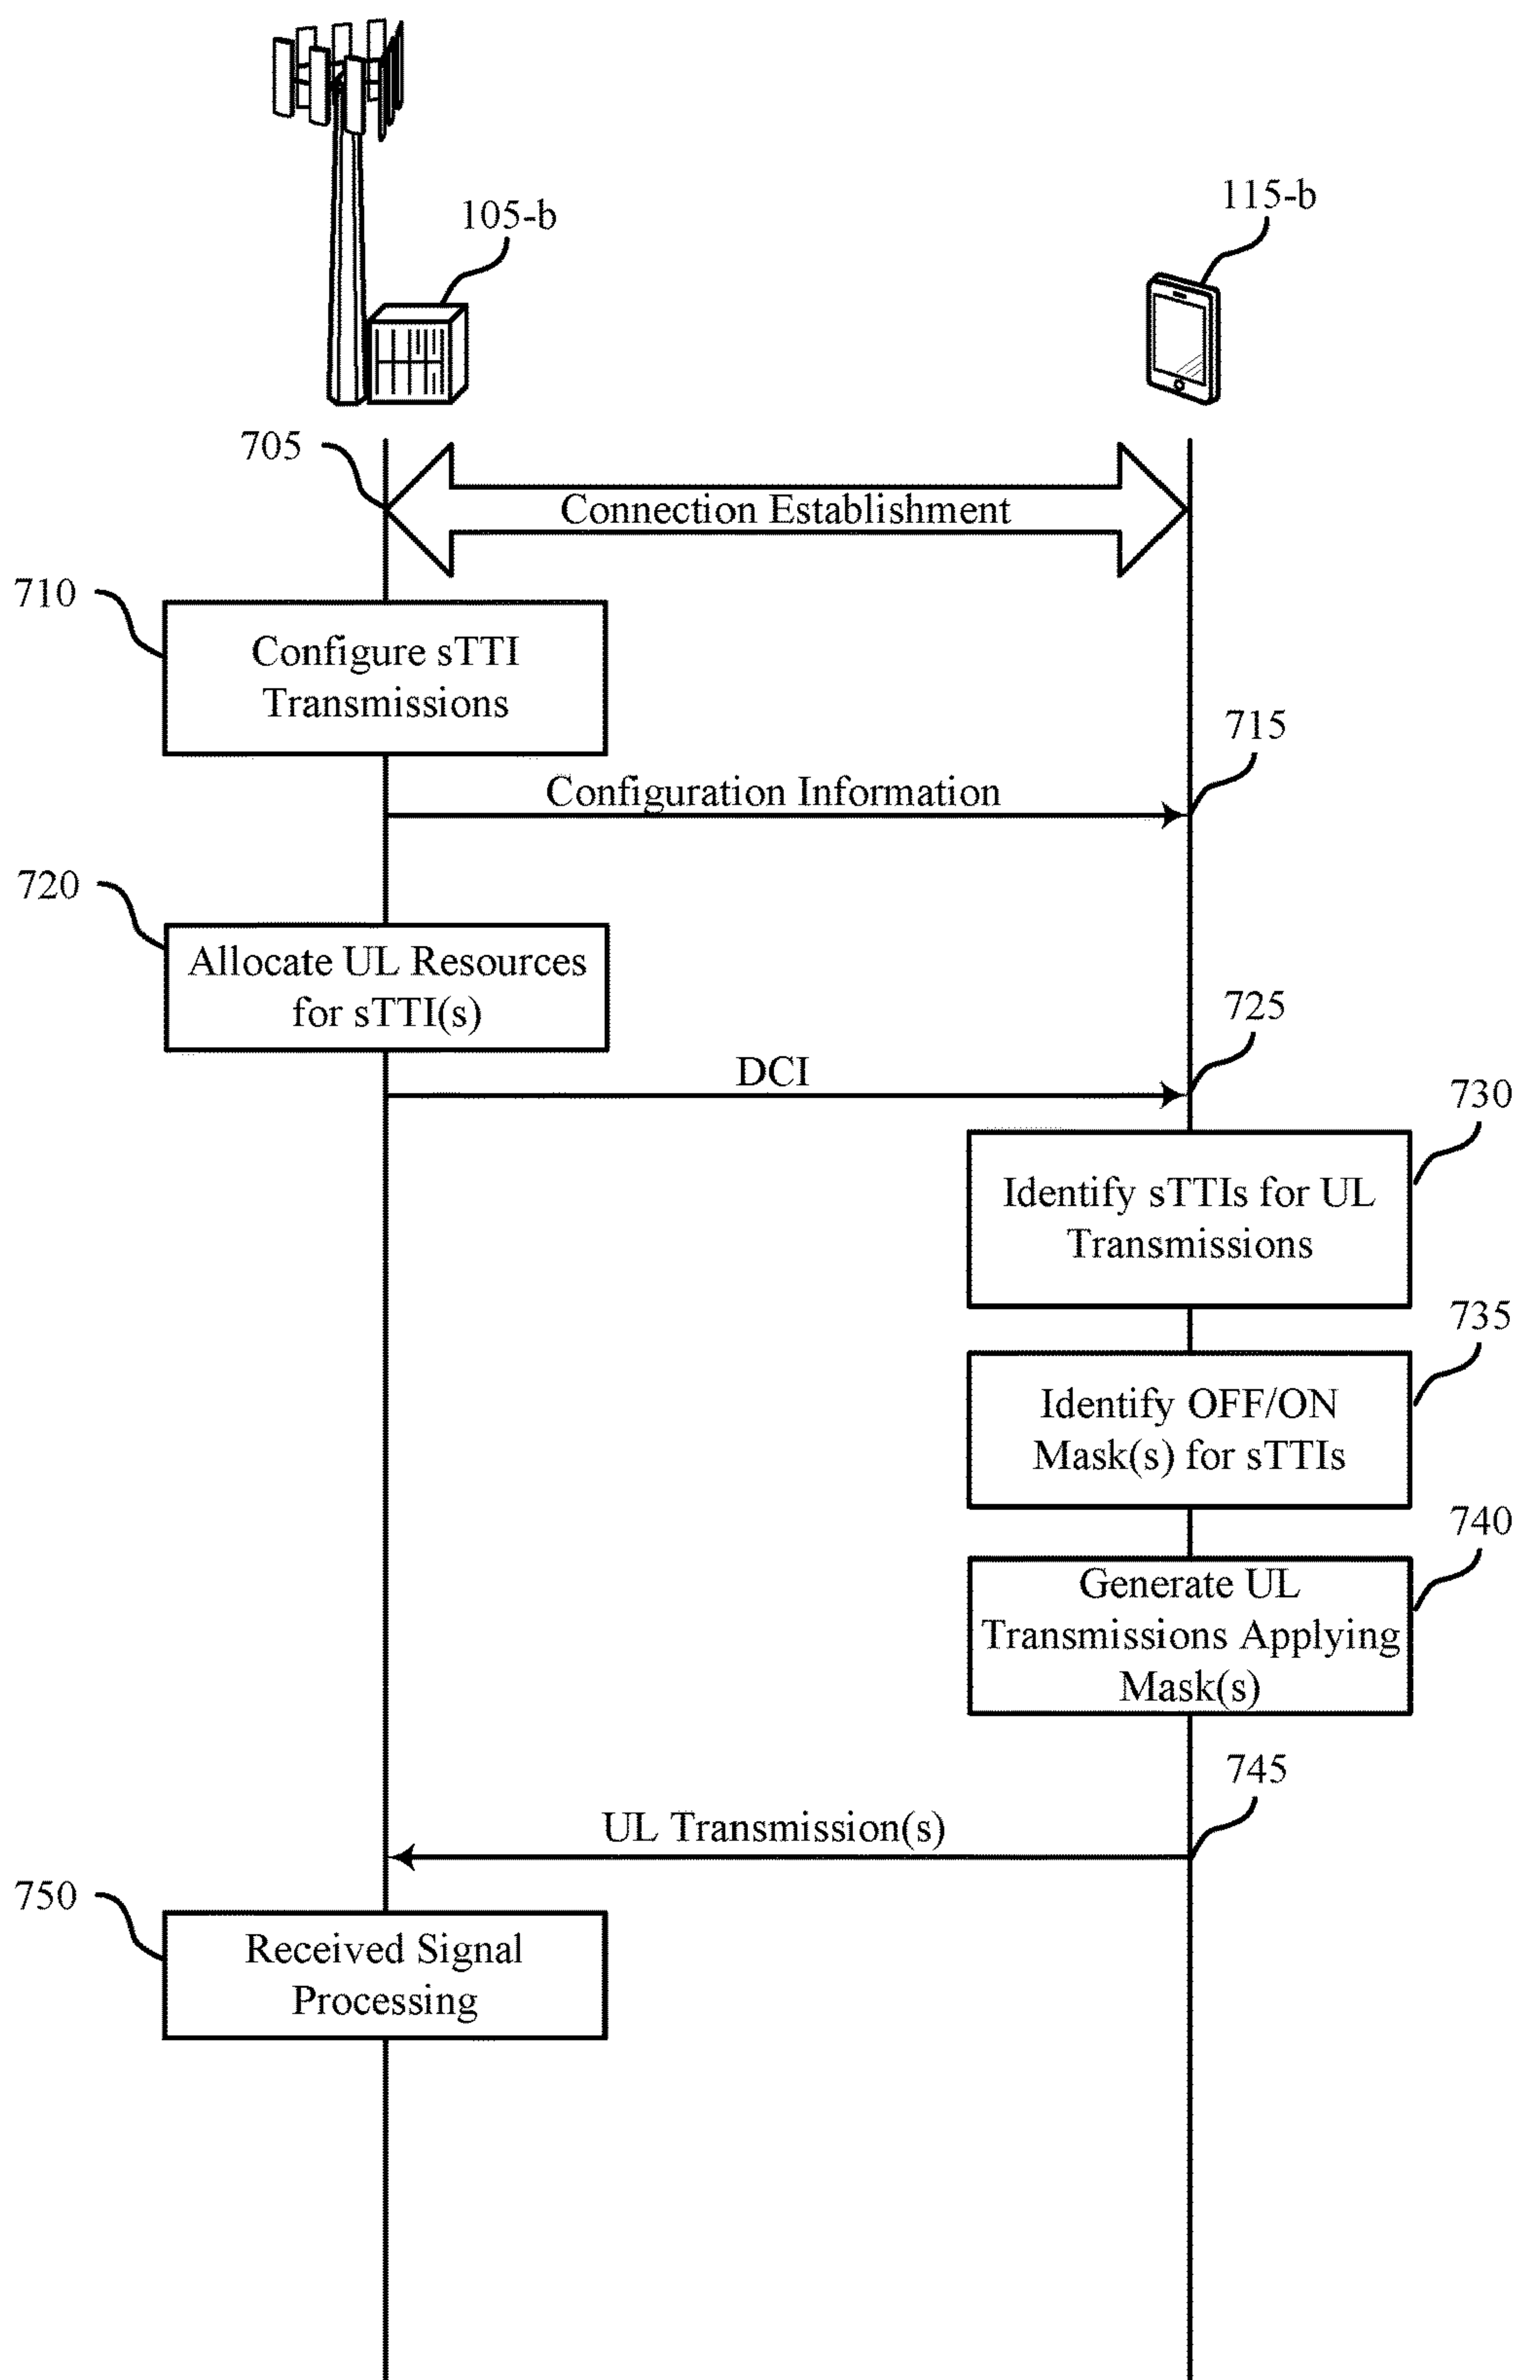 105-b
115-b
705
Connection Establishment
710
Configure sTTI
Transmissions
715
Configuration Information
720
Allocate UL Resources
for sTTI(s)
725
DCI
730
Identify sTTIs for UL
Transmissions
735
Identify OFF/ON
Mask(s) for sTTIs
740
Generate UL
Transmissions Applying
Mask(s)
745
UL Transmission(s)
750
Received Signal
Processing